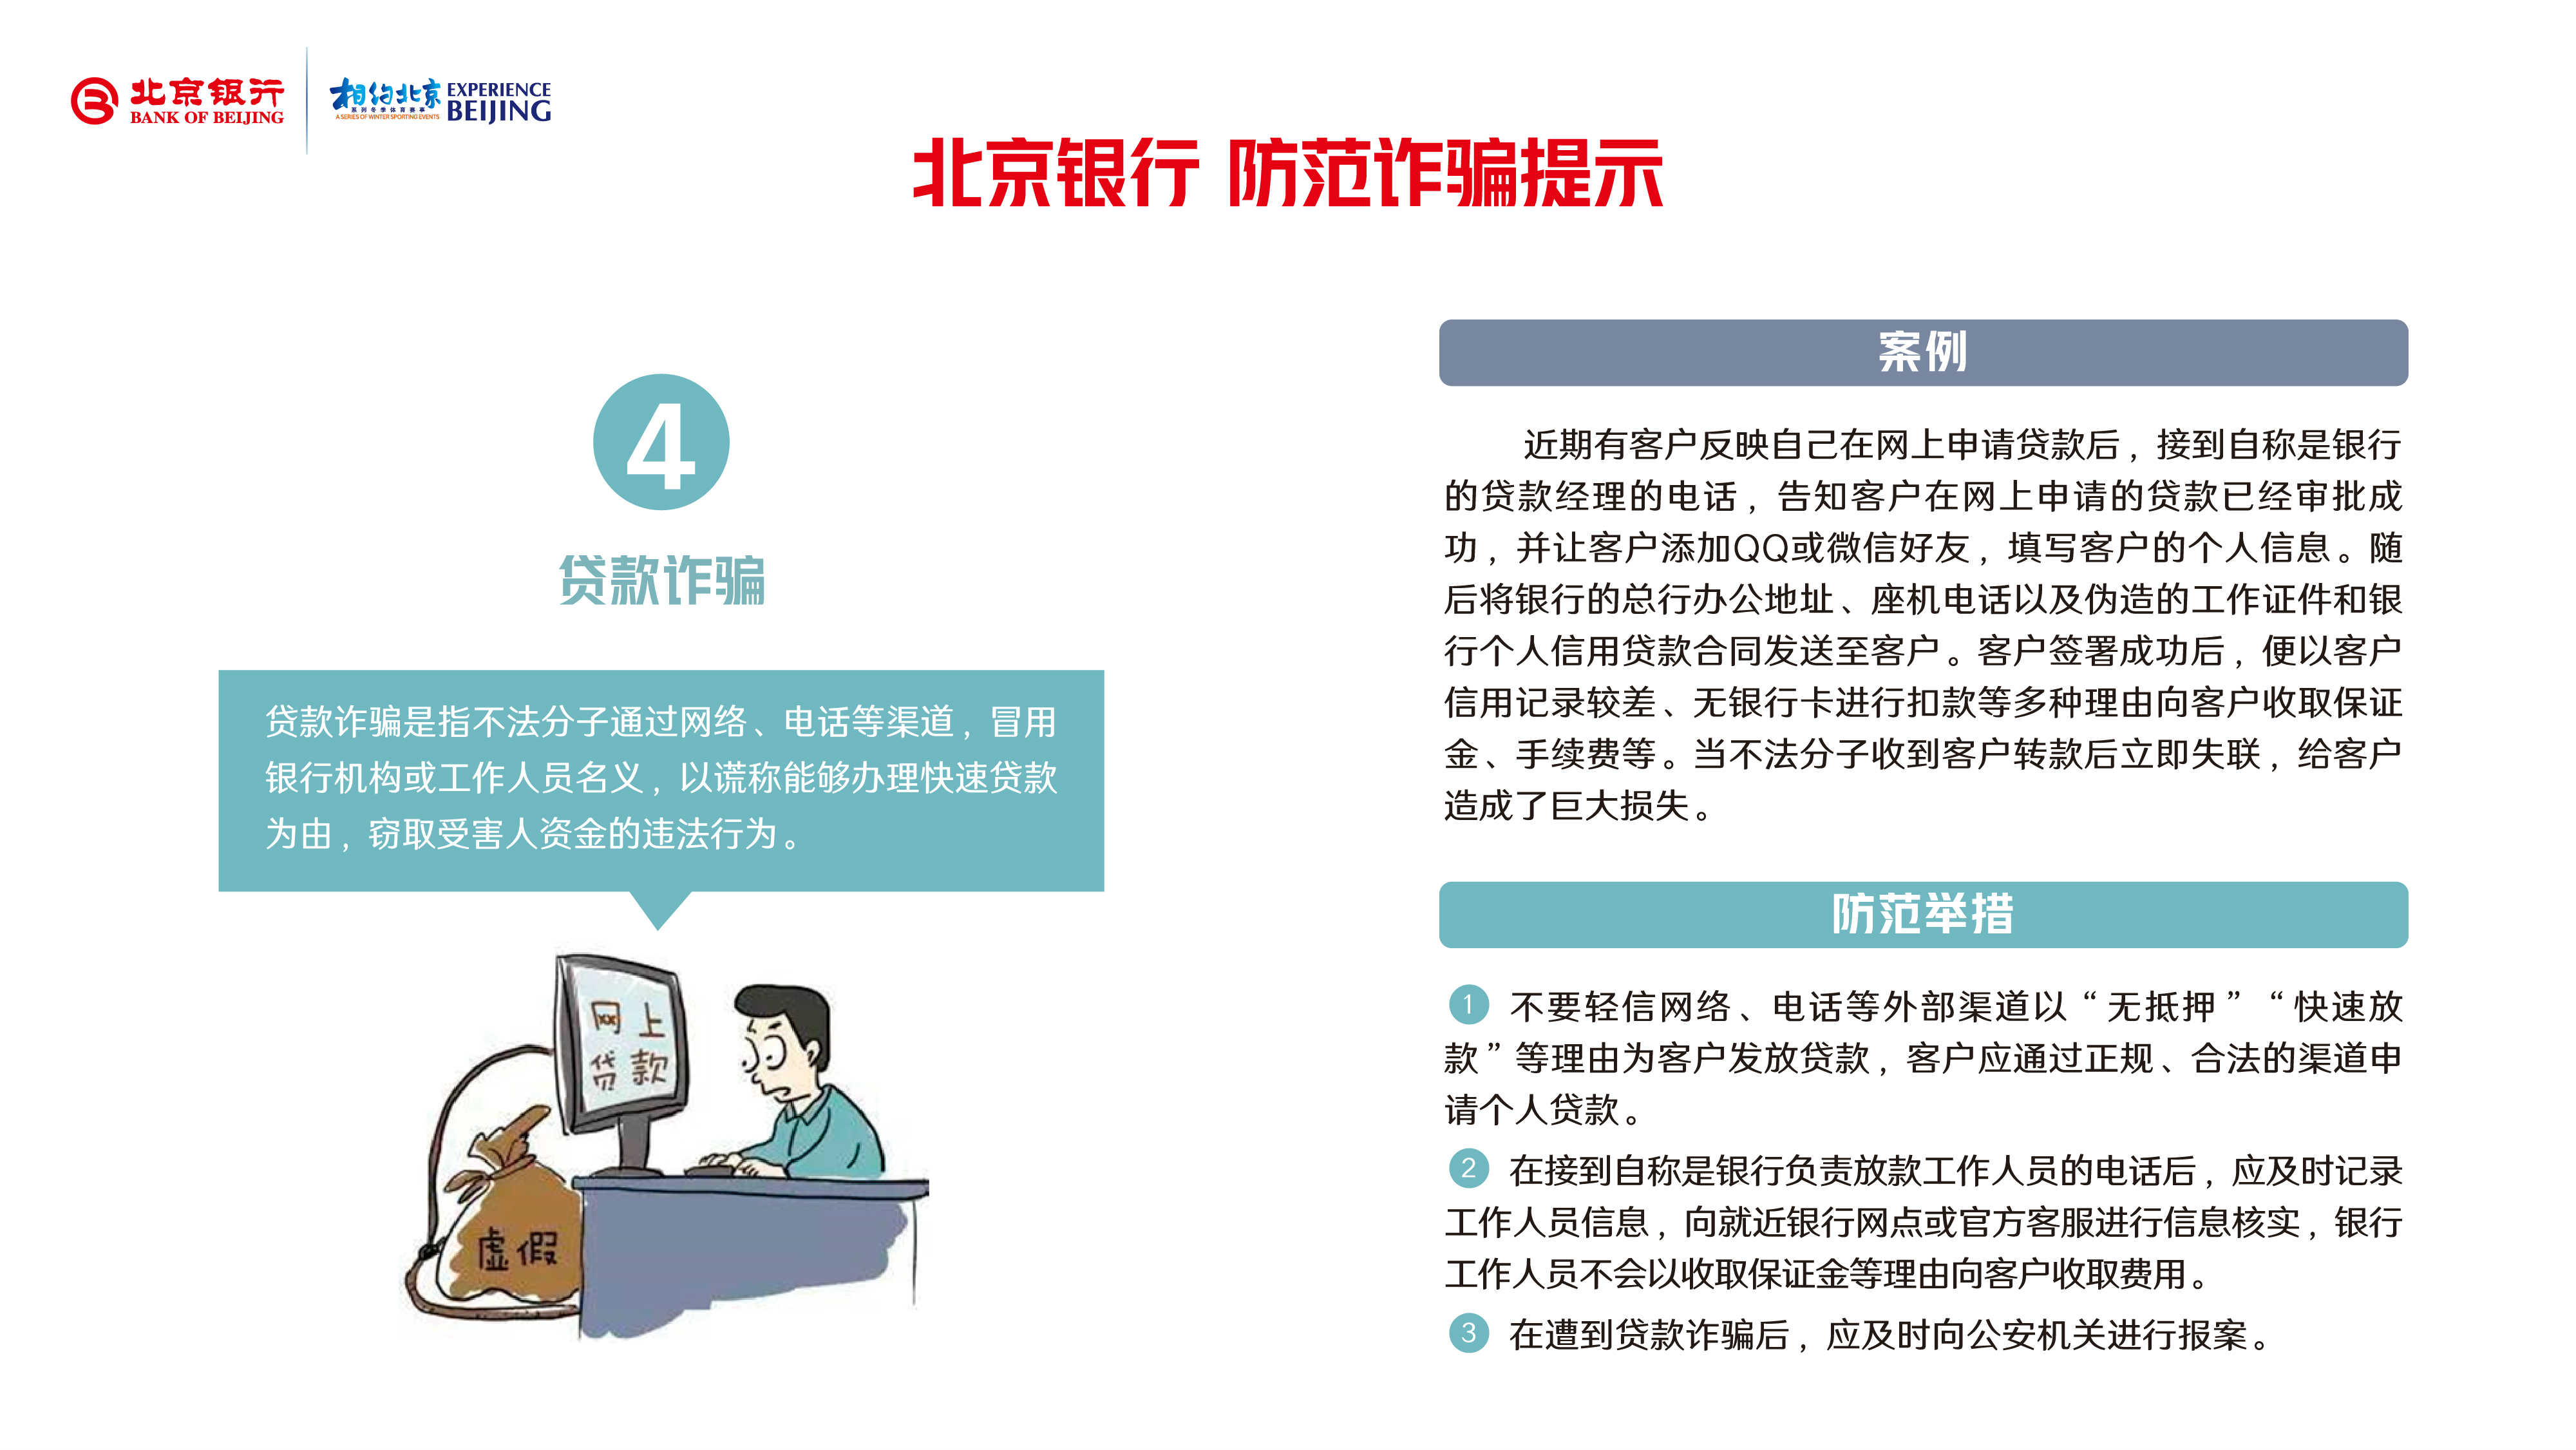 北京银行
BANK OF BEIJING
相约北京
系列冬季体育赛事
A SERIES OF WINTER SPORTING EVENTS
EXPERIENCE
BEIJING
北京银行 防范诈骗提示
4
贷款诈骗
贷款诈骗是指不法分子通过网络、电话等渠道，冒用
银行机构或工作人员名义，以谎称能够办理快速贷款
为由，窃取受害人资金的违法行为。
网上
贷款
虚假
案例
近期有客户反映自己在网上申请贷款后，接到自称是银行
的贷款经理的电话，告知客户在网上申请的贷款已经审批成
功，并让客户添加QQ或微信好友，填写客户的个人信息。随
后将银行的总行办公地址、座机电话以及伪造的工作证件和银
行个人信用贷款合同发送至客户。客户签署成功后，便以客户
信用记录较差、无银行卡进行扣款等多种理由向客户收取保证
金、手续费等。当不法分子收到客户转款后立即失联，给客户
造成了巨大损失。
防范举措
1 不要轻信网络、电话等外部渠道以“无抵押”“快速放
款”等理由为客户发放贷款，客户应通过正规、合法的渠道申
请个人贷款。
2 在接到自称是银行负责放款工作人员的电话后，应及时记录
工作人员信息，向就近银行网点或官方客服进行信息核实，银行
工作人员不会以收取保证金等理由向客户收取费用。
3 在遭到贷款诈骗后，应及时向公安机关进行报案。